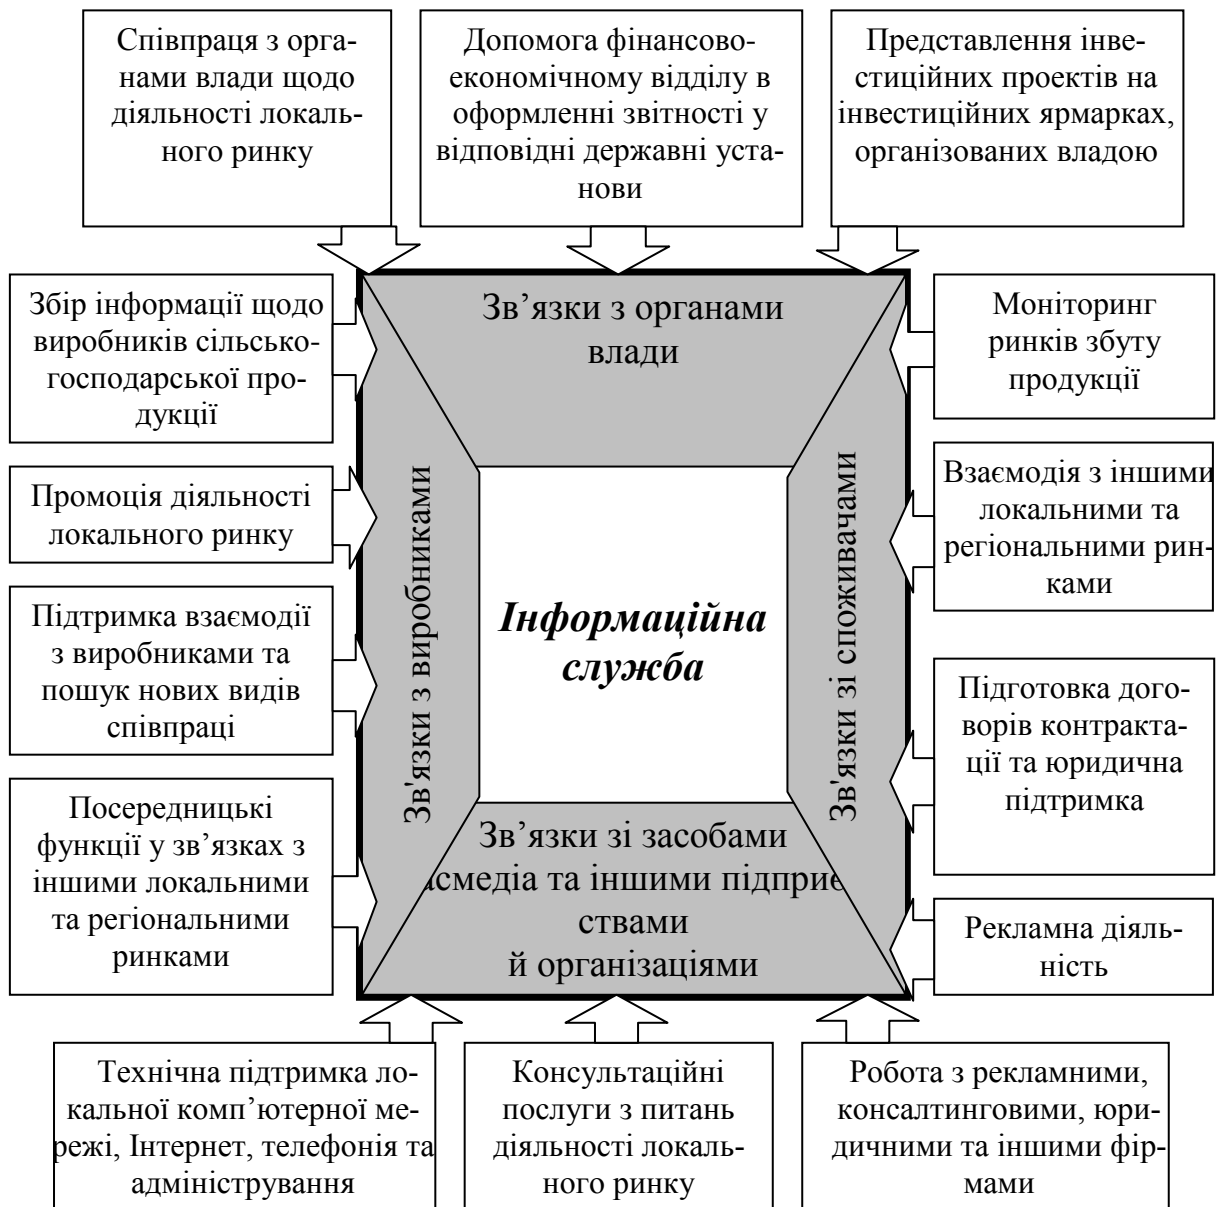 Співпраця з орга-
нами влади щодо
діяльності локаль-
ного ринку
Допомога фінансово-
економічному відділу в
оформленні звітності у
відповідні державні уста-
нови
Представлення інве-
стиційних проектів на
інвестиційних ярмарках,
організованих владою
Збір інформації щодо
виробників сільсько-
господарської про-
дукції
Промоція діяльності
локального ринку
Підтримка взаємодії
з виробниками та
пошук нових видів
співпраці
Посередницькі
функції у зв’язках з
іншими локальними
та регіональними
ринками
Зв’язки з органами
влади
Зв'язки з виробниками
Інформаційна
служба
Зв'язки зі споживачами
Зв’язки зі засобами
асмедіа та іншими підприє
ствами
й організаціями
Моніторинг
ринків збуту
продукції
Взаємодія з іншими
локальними та
регіональними рин-
ками
Підготовка дого-
ворів контракта-
ції та юридична
підтримка
Рекламна діяль-
ність
Технічна підтримка ло-
кальної комп’ютерної ме-
режі, Інтернет, телефонія та
адміністрування
Консультаційні
послуги з питань
діяльності локаль-
ного ринку
Робота з рекламними,
консалтинговими, юри-
дичними та іншими фір-
мами